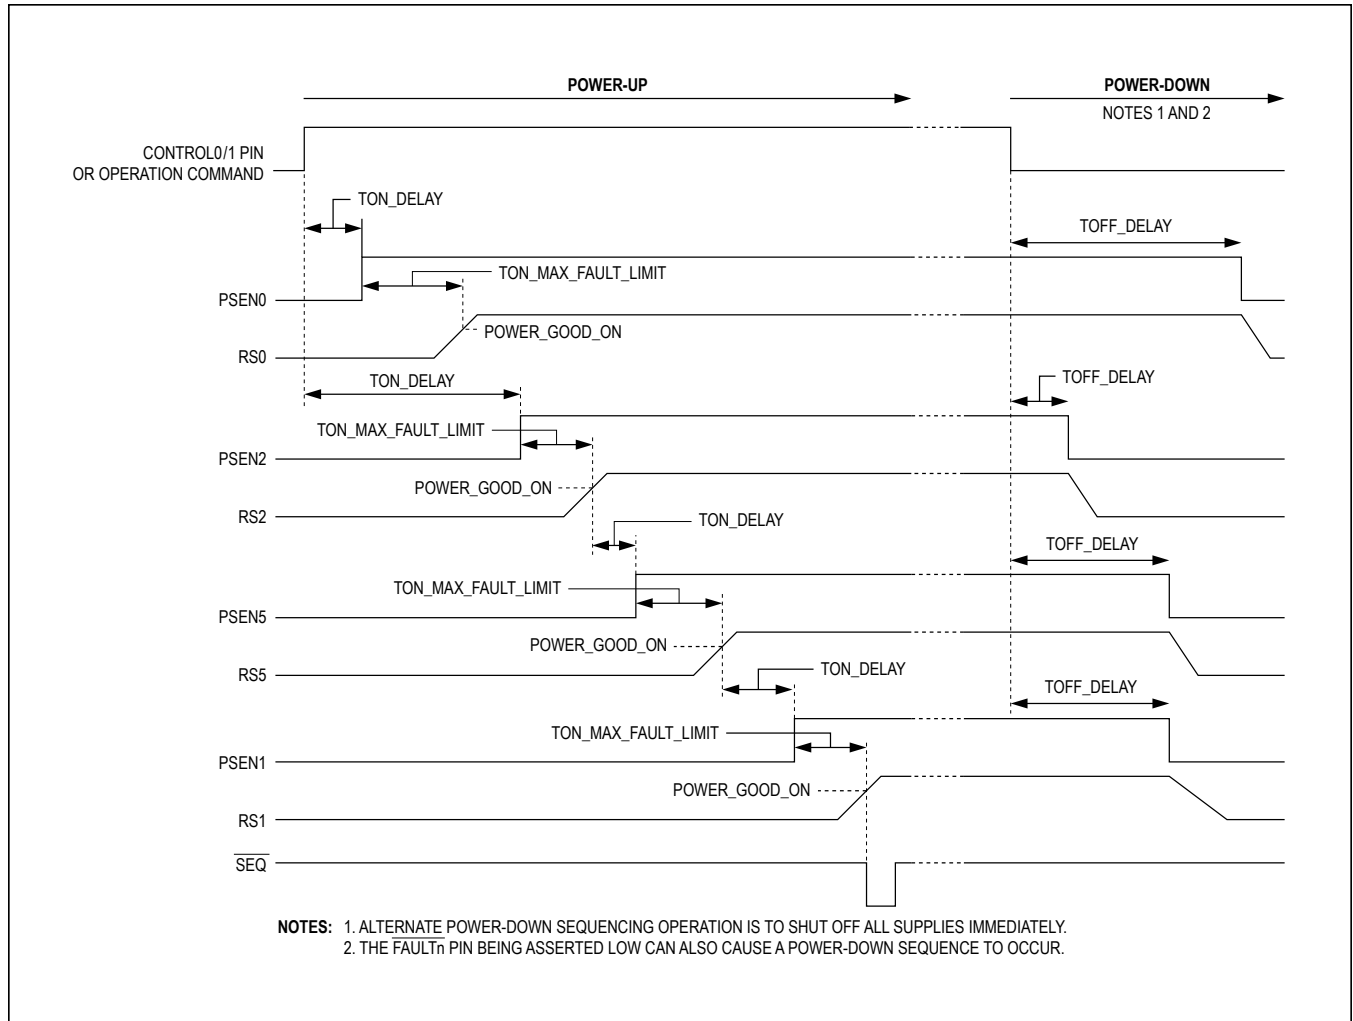 POWER-UP
POWER-DOWN
NOTES 1 AND 2
CONTROL0/1 PIN
OR OPERATION COMMAND
TON_DELAY
TOFF_DELAY
TON_MAX_FAULT_LIMIT
PSEN0
POWER_GOOD_ON
RS0
TON_DELAY
TOFF_DELAY
TON_MAX_FAULT_LIMIT
PSEN2
POWER_GOOD_ON
RS2
TON_DELAY
TOFF_DELAY
TON_MAX_FAULT_LIMIT
PSEN5
POWER_GOOD_ON
RS5
TON_DELAY
TOFF_DELAY
TON_MAX_FAULT_LIMIT
PSEN1
POWER_GOOD_ON
RS1
SEQ
NOTES: 1. ALTERNATE POWER-DOWN SEQUENCING OPERATION IS TO SHUT OFF ALL SUPPLIES IMMEDIATELY.
2. THE FAULTn PIN BEING ASSERTED LOW CAN ALSO CAUSE A POWER-DOWN SEQUENCE TO OCCUR.